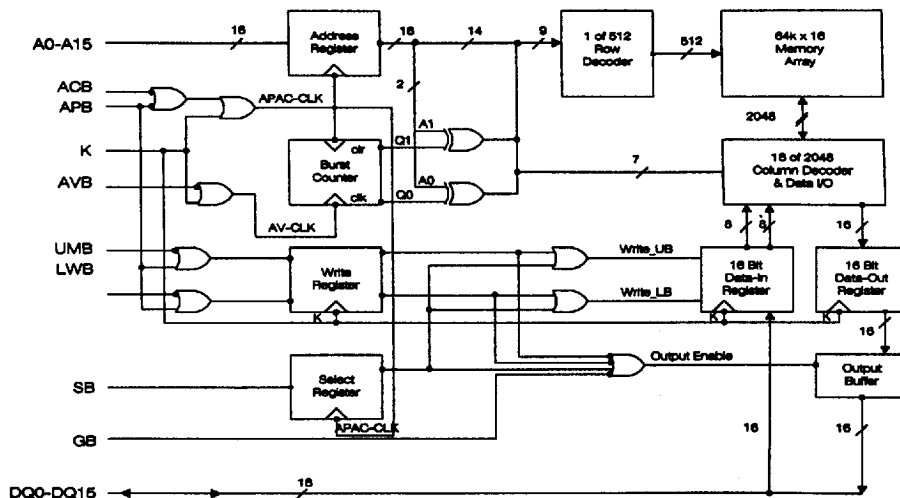 A0-A15
16
Address
Register
16
14
9
1 of 512
Row
Decoder
512
64k x 16
Memory
Array
2
ACB
APB
APAC-CLK
2048
K
A1
Q1
clr
Burst
Counter
clk
A0
Q0
7
16 of 2048
Column Decoder
& Data I/O
AVB
AV-CLK
8
8
16
UMB
LWB
Write
Register
K
Write_UB
Write_LB
16 Bit
Data-In
Register
K
16 Bit
Data-Out
Register
K
16
SB
Select
Register
APAC-CLK
Output Enable
Output
Buffer
GB
16
16
DQ0-DQ15
16